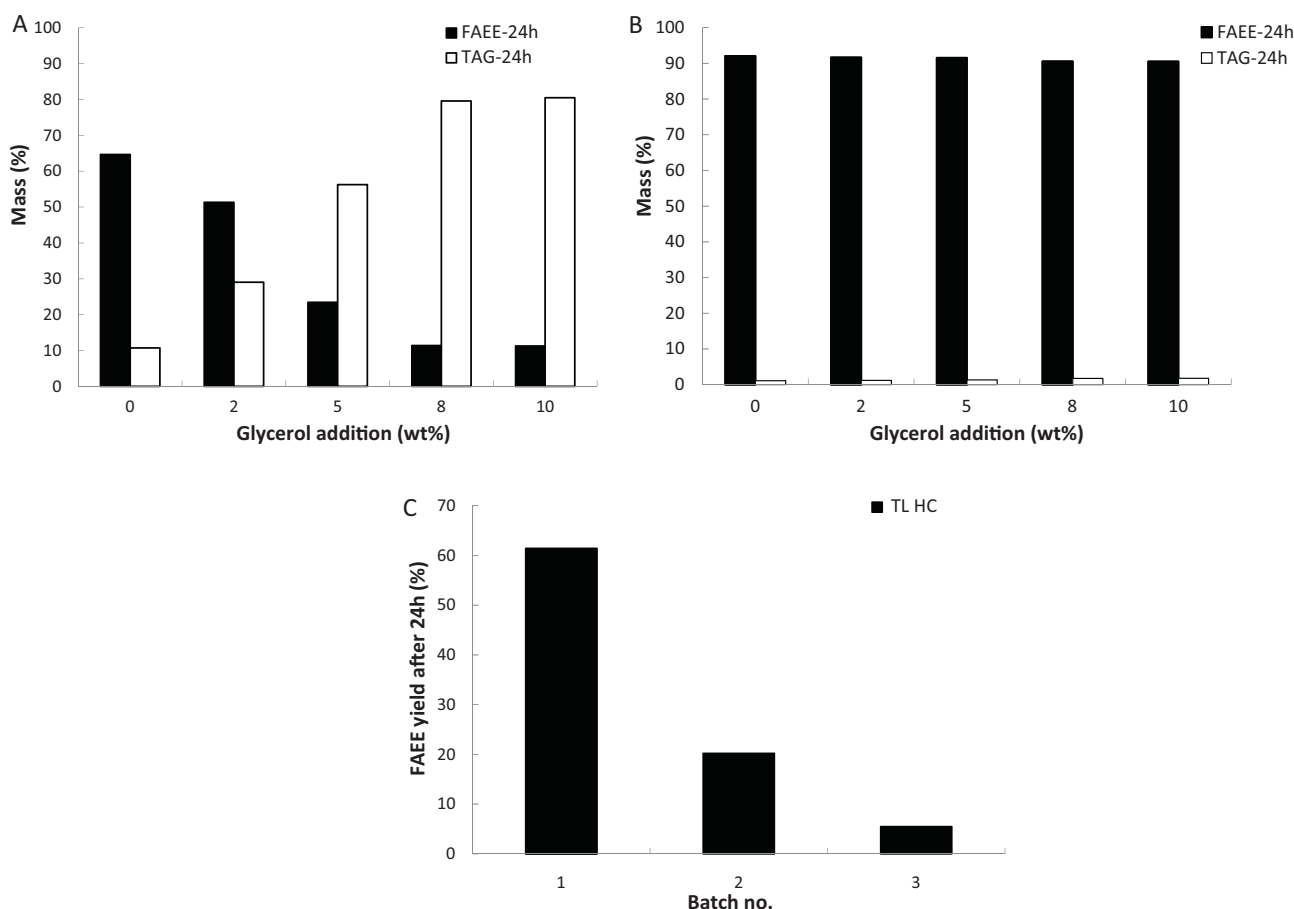 A
FAEE-24h
TAG-24h
100
90
80
70
60
50
40
30
20
10
0
Mass (%)
0 2 5 8 10
Glycerol addition (wt%)
B
FAEE-24h
TAG-24h
100
90
80
70
60
50
40
30
20
10
0
Mass (%)
0 2 5 8 10
Glycerol addition (wt%)
C
TL HC
70
60
50
40
30
20
10
0
FAEE yield after 24h (%)
1 2 3
Batch no.